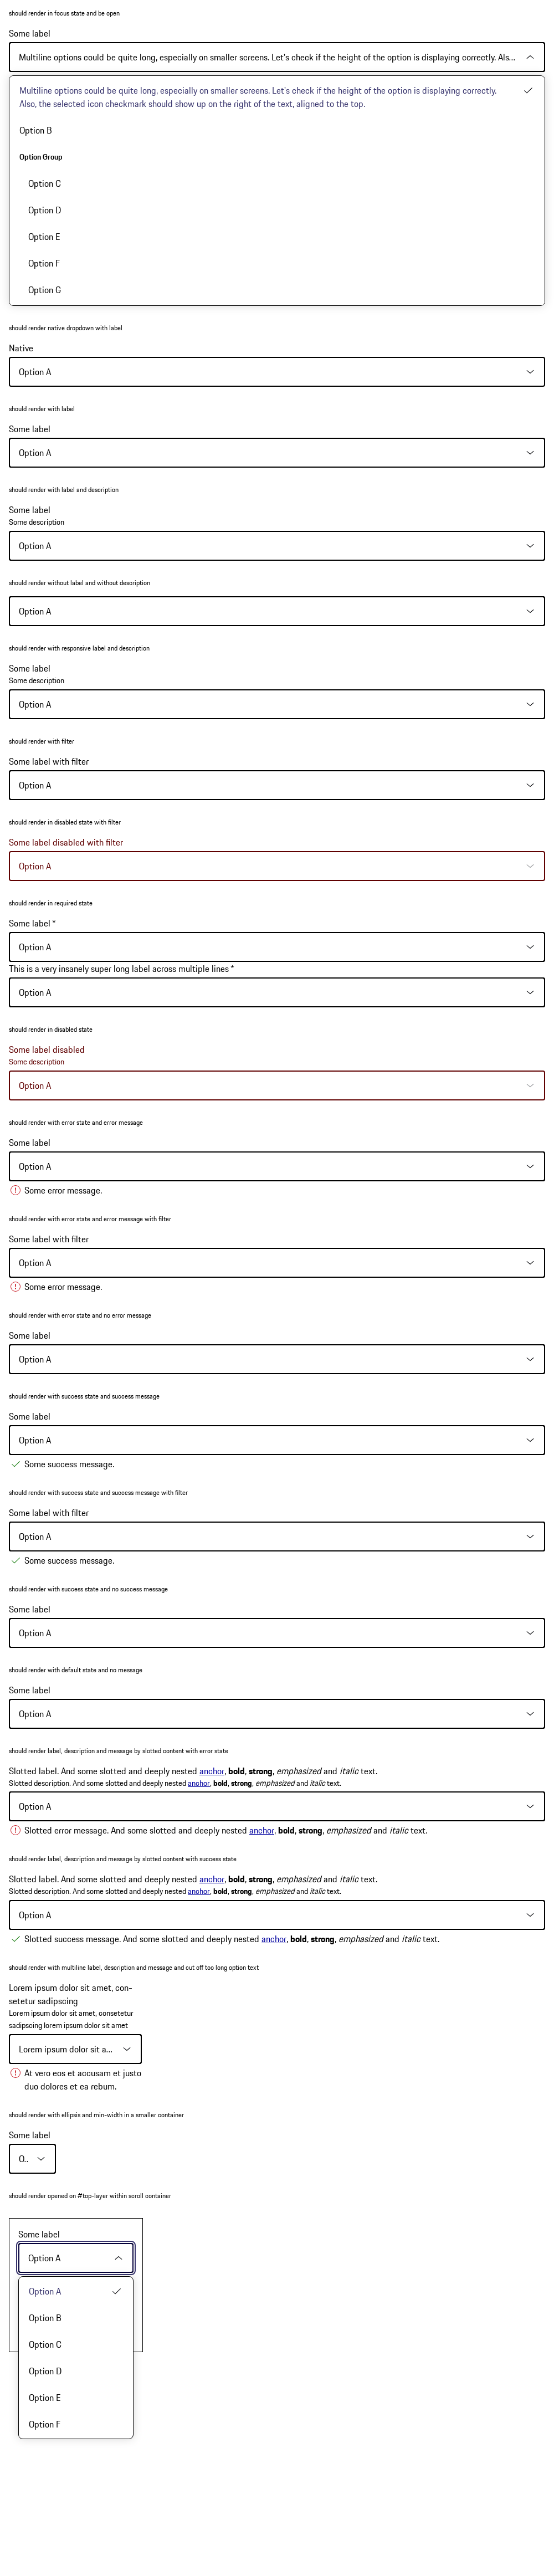 should render in focus state and be open
Some label
Multiline options could be quite long, especially on smaller screens. Let's check if the height of the option is displaying correctly. Als...
Multiline options could be quite long, especially on smaller screens. Let's check if the height of the option is displaying correctly.
Also, the selected icon checkmark should show up on the right of the text, aligned to the top.
Option B
Option Group
Option C
Option D
Option E
Option F
Option G
should render native dropdown with label
Native
Option A
should render with label
Some label
Option A
should render with label and description
Some label
Some description
Option A
should render without label and without description
Option A
should render with responsive label and description
Some label
Some description
Option A
should render with filter
Some label with filter
Option A
should render in disabled state with filter
Some label disabled with filter
Option A
should render in required state
Some label *
Option A
This is a very insanely super long label across multiple lines *
Option A
should render in disabled state
Some label disabled
Some description
Option A
should render with error state and error message
Some label
Option A
Some error message.
should render with error state and error message with filter
Some label with filter
Option A
Some error message.
should render with error state and no error message
Some label
Option A
should render with success state and success message
Some label
Option A
Some success message.
should render with success state and success message with filter
Some label with filter
Option A
Some success message.
should render with success state and no success message
Some label
Option A
should render with default state and no message
Some label
Option A
should render label, description and message by slotted content with error state
Slotted label. And some slotted and deeply nested anchor, bold, strong, emphasized and italic text.
Slotted description. And some slotted and deeply nested anchor, bold, strong, emphasized and italic text.
Option A
Slotted error message. And some slotted and deeply nested anchor, bold, strong, emphasized and italic text.
should render label, description and message by slotted content with success state
Slotted label. And some slotted and deeply nested anchor, bold, strong, emphasized and italic text.
Slotted description. And some slotted and deeply nested anchor, bold, strong, emphasized and italic text.
Option A
Slotted success message. And some slotted and deeply nested anchor, bold, strong, emphasized and italic text.
should render with multiline label, description and message and cut off too long option text
Lorem ipsum dolor sit amet, con-
setetur sadipscing
Lorem ipsum dolor sit amet, consetetur
sadipscing lorem ipsum dolor sit amet
Lorem ipsum dolor sit a...
At vero eos et accusam et justo
duo dolores et ea rebum.
should render with ellipsis and min-width in a smaller container
Some label
O..
should render opened on #top-layer within scroll container
Some label
Option A
Option A
Option B
Option C
Option D
Option E
Option F